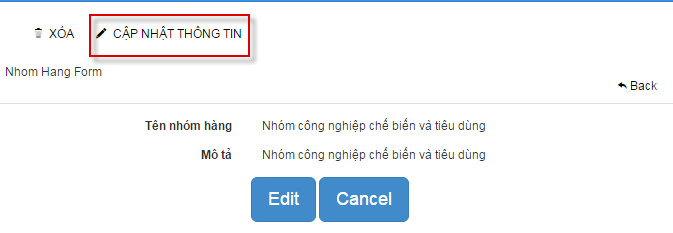 XÓA CẬP NHẬT THÔNG TIN
Nhom Hang Form
Back
Tên nhóm hàng Nhóm công nghiệp chế biến và tiêu dùng
Mô tả Nhóm công nghiệp chế biến và tiêu dùng
Edit Cancel